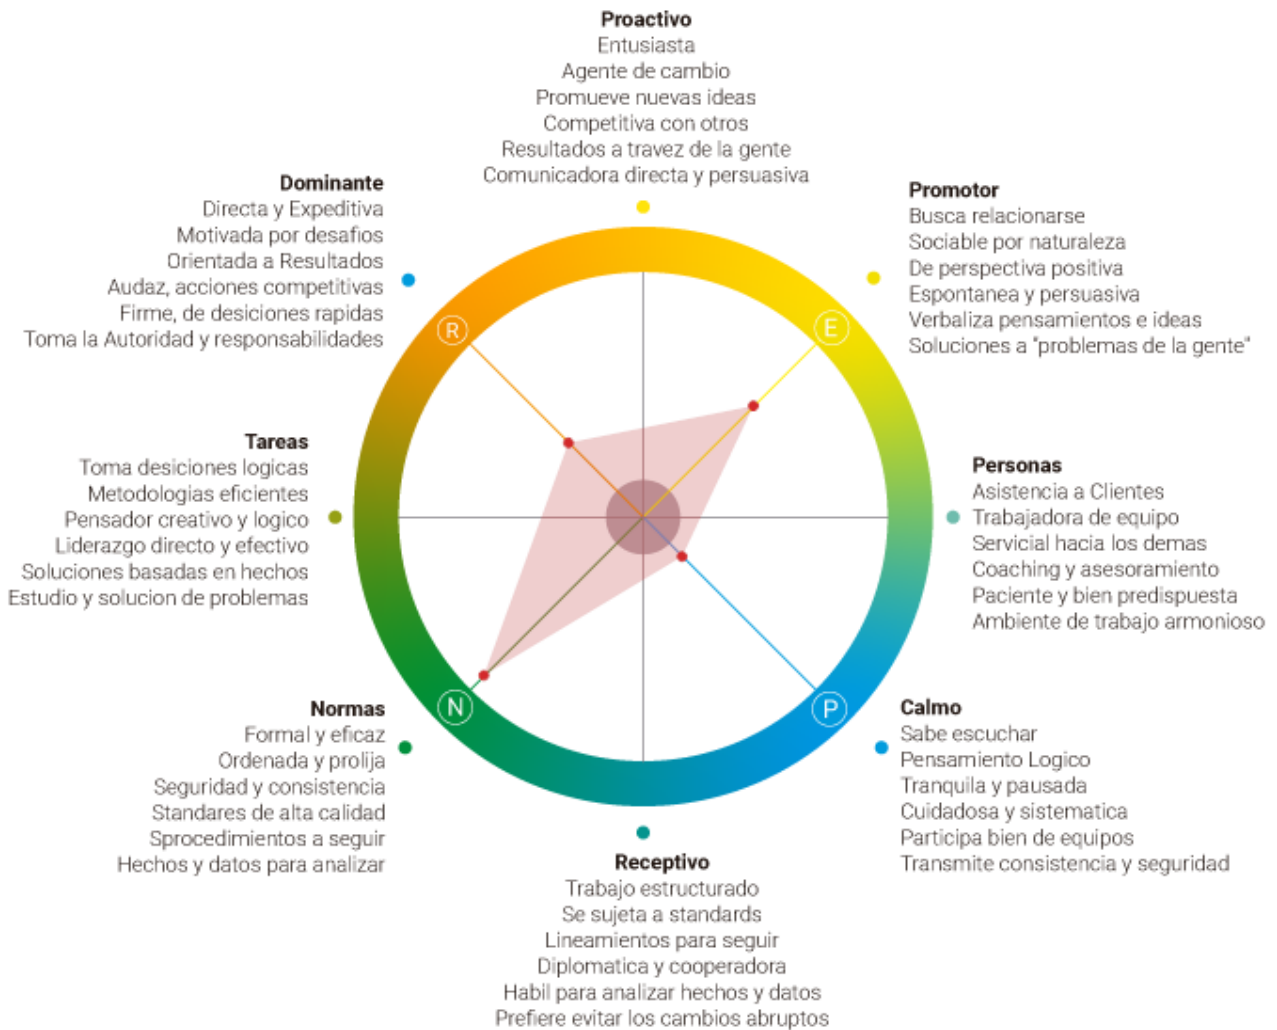 Proactivo
Entusiasta
Agente de cambio
Promueve nuevas ideas
Competitiva con otros
Resultados a travez de la gente
Comunicadora directa y persuasiva
Dominante
Directa y Expeditiva
Motivada por desafios
Orientada a Resultados
Audaz, acciones competitivas
Firme, de desiciones rapidas
Toma la Autoridad y responsabilidades
Promotor
Busca relacionarse
Sociable por naturaleza
De perspectiva positiva
Espontanea y persuasiva
Verbaliza pensamientos e ideas
Soluciones a "problemas de la gente"
R
E
Tareas
Toma desiciones logicas
Metodologias eficientes
Pensador creativo y logico
Liderazgo directo y efectivo
Soluciones basadas en hechos
Estudio y solucion de problemas
Personas
Asistencia a Clientes
Trabajadora de equipo
Servicial hacia los demas
Coaching y asesoramiento
Paciente y bien predispuesta
Ambiente de trabajo armonioso
N
P
Normas
Formal y eficaz
Ordenada y prolija
Seguridad y consistencia
Standares de alta calidad
Sprocedimientos a seguir
Hechos y datos para analizar
Calmo
Sabe escuchar
Pensamiento Logico
Tranquila y pausada
Cuidadosa y sistematica
Participa bien de equipos
Transmite consistencia y seguridad
Receptivo
Trabajo estructurado
Se sujeta a standards
Lineamientos para seguir
Diplomatica y cooperadora
Habil para analizar hechos y datos
Prefiere evitar los cambios abruptos